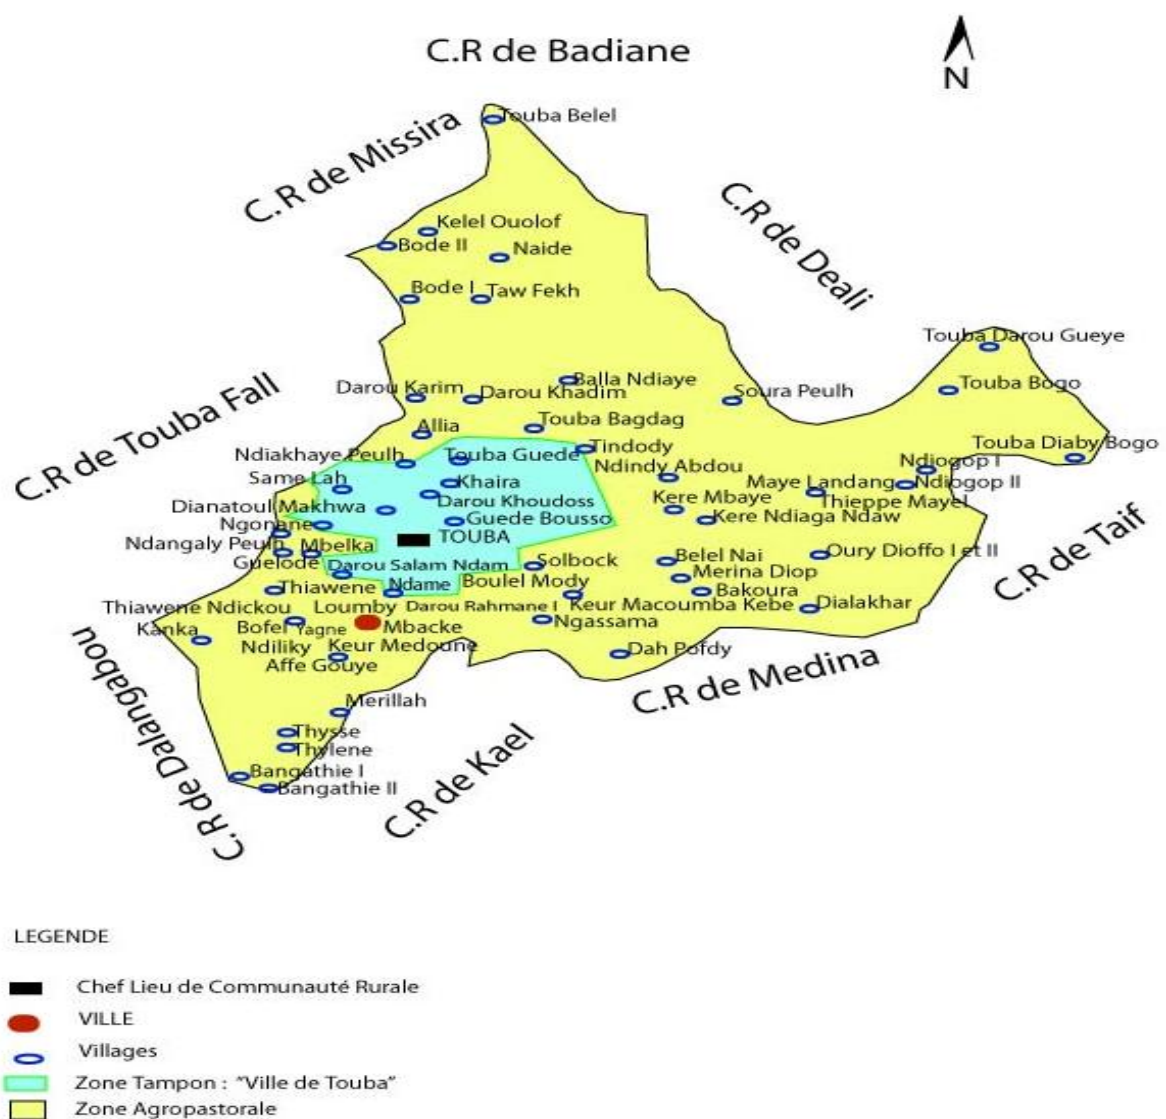 C.R de Badiane
N
Touba Belel
C. R de Missira
C.R de Deali
Kelel Ouolof
Bode II
Naide
Bode I
Taw Fekh
Touba Darou Gueye
Balla Ndiaye
Touba Bogo
Darou Karim
Darou Khadim
Soura Peulh
C.R de Touba Fall
Allia
Touba Bagdag
Tindody
Touba Diaby Bogo
Ndiakhaye Peulh
Touba Guede
Ndindy Abdou
Ndiogop I
Same Lah
Khaira
Maye Landang
Ndiogop II
Darou Khoudoss
Kere Mbaye
Thieppe Mayel
Dianatoul Makhwa
Guede Bousso
Kere Ndiaga Ndaw
Ngonane
TOUBA
Ndangaly Peulh
Mbelka
Oury Dioffo I et II
Guelode
Darou Salam Ndam
Solbock
Belel Nai
C.R de Taif
Merina Diop
Thiawene
Ndame
Boulel Mody
Bakoura
Thiawene Ndickou
Loumby
Darou Rahmane I
Keur Macoumba Kebe
Dialakhar
Kanka
Bofel
Yagne
Mbacke
Ngassama
Ndiliky
Keur Medoune
Dah Pofdy
Affe Gouye
C.R de Medina
C.R de Dalangabou
Merillah
Thysse
Thylene
C.R de Kael
Bangathie I
Bangathie II
LEGENDE
Chef Lieu de Communauté Rurale
VILLE
Villages
Zone Tampon : "Ville de Touba"
Zone Agropastorale